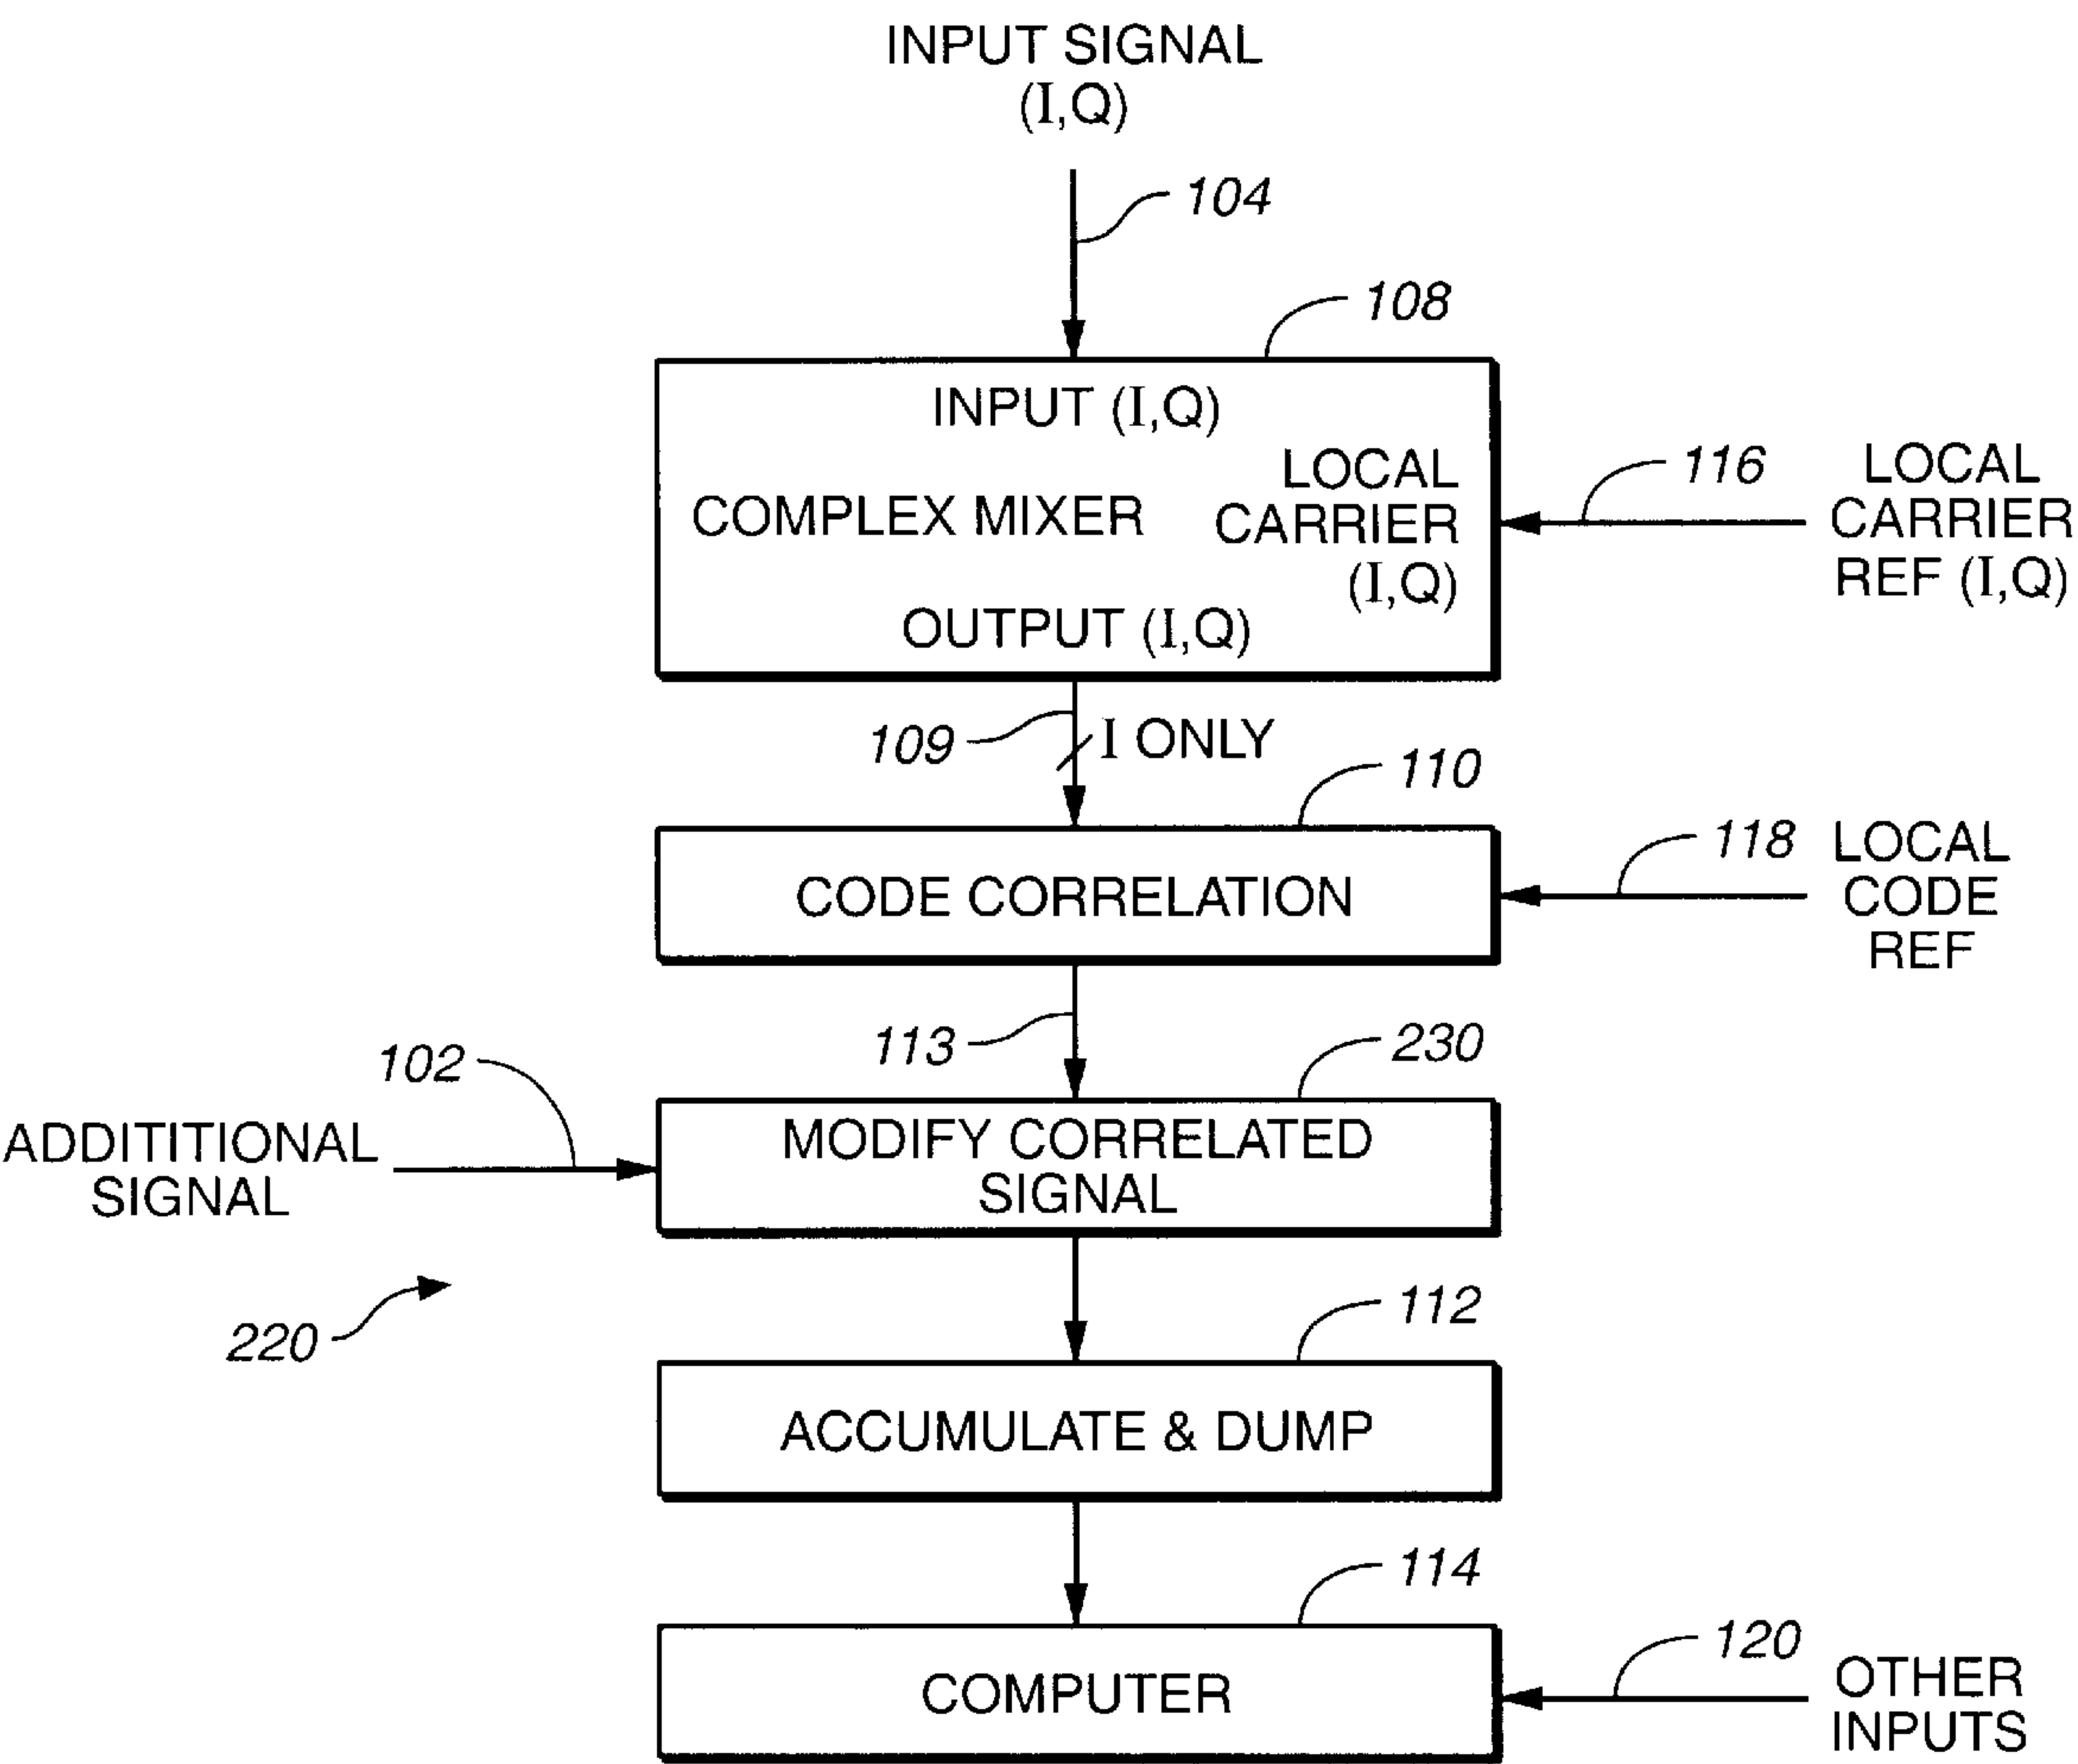 INPUT SIGNAL
(I,Q)
104
108
INPUT (I,Q)
LOCAL
CARRIER
(I,Q)
COMPLEX MIXER
OUTPUT (I,Q)
116
LOCAL
CARRIER
REF (I,Q)
109
I ONLY
110
CODE CORRELATION
118
LOCAL
CODE
REF
113
230
102
ADDITITIONAL
SIGNAL
MODIFY CORRELATED
SIGNAL
220
112
ACCUMULATE & DUMP
114
COMPUTER
120
OTHER
INPUTS